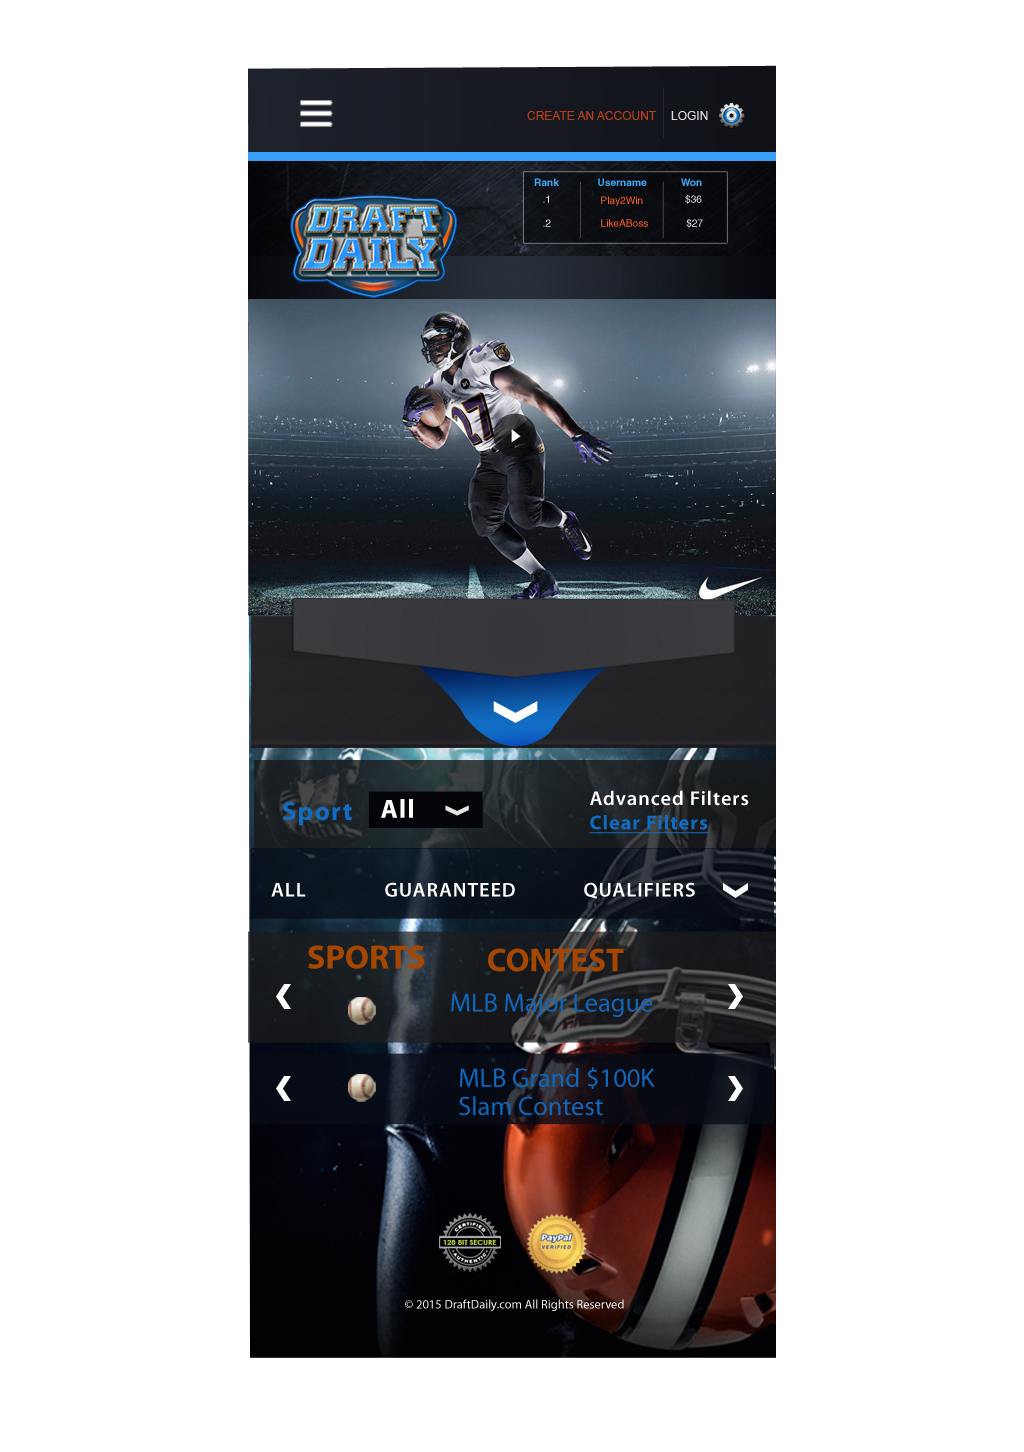 CREATE AN ACCOUNT LOGIN
Rank Username Won
.1 Play2Win $36
.2 LikeABoss $27
DRAFT
DAILY
27
Sport All Advanced Filters
Clear Filters
ALL GUARANTEED QUALIFIERS
SPORTS CONTEST
MLB Major League
MLB Grand $100K
Slam Contest
CERTIFIED
128 BIT SECURE
AUTHENTIC
PayPal
VERIFIED
© 2015 DraftDaily.com All Rights Reserved